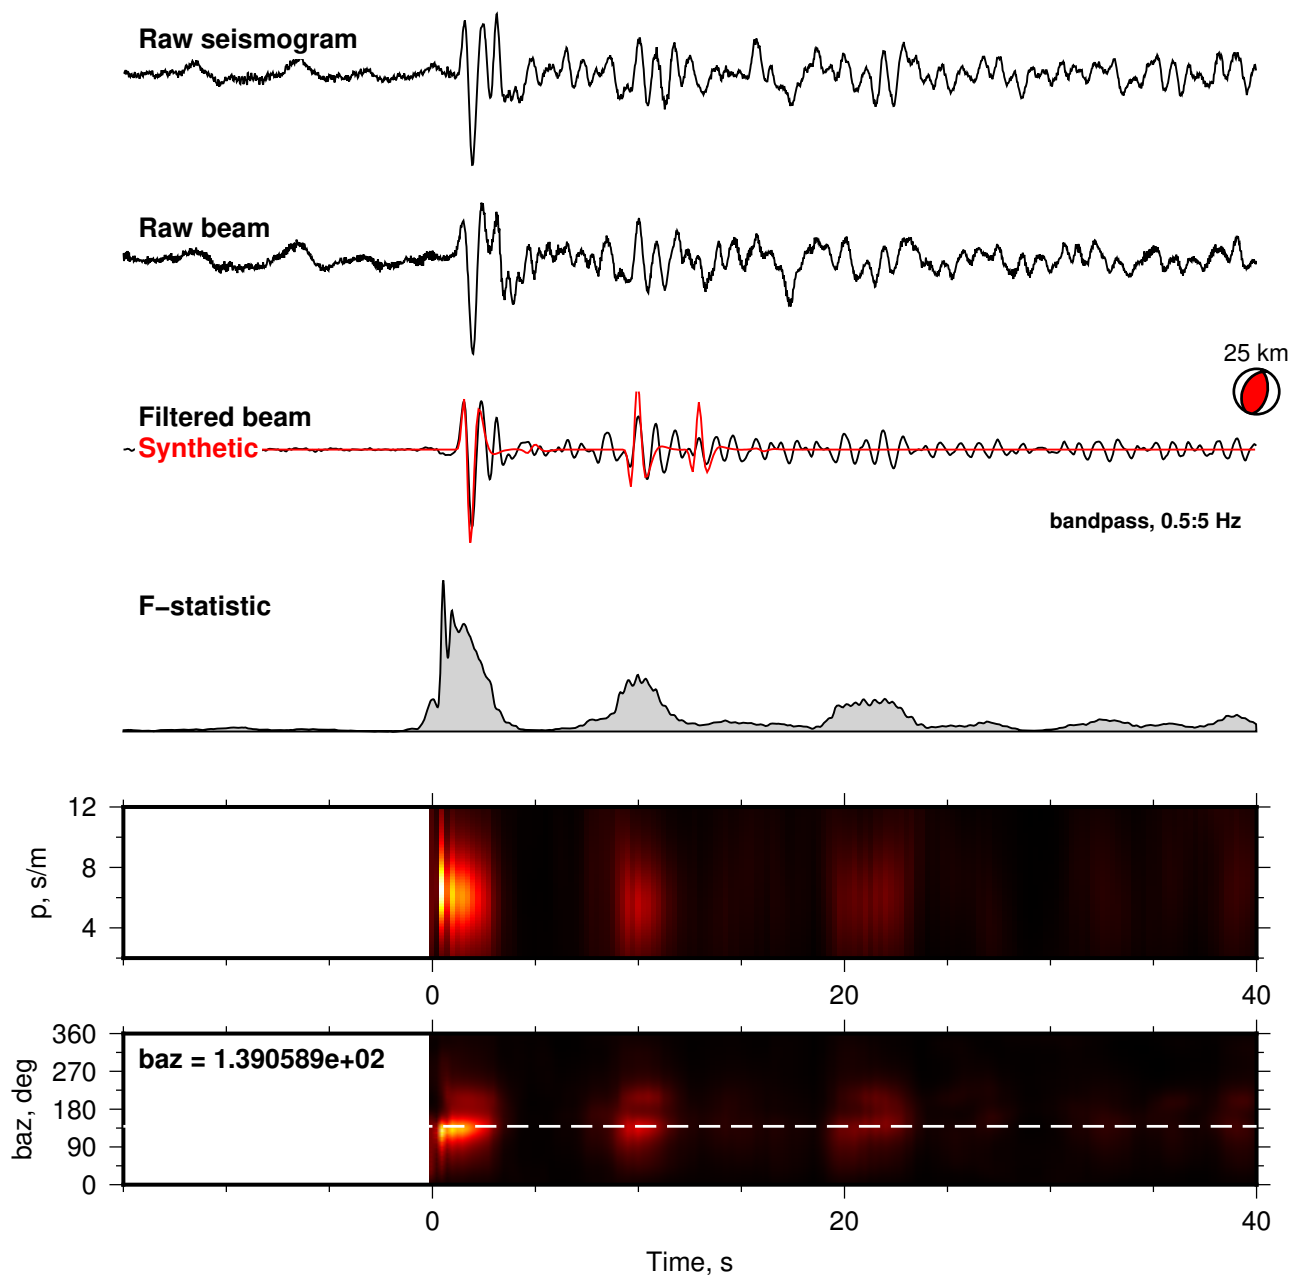 Raw seismogram
Raw beam
25 km
Filtered beam
Synthetic
bandpass, 0.5:5 Hz
F−statistic
12
8
4
p, s/m
0
20
40
360
270
180
90
0
baz, deg
baz = 1.390589e+02
0
20
40
Time, s